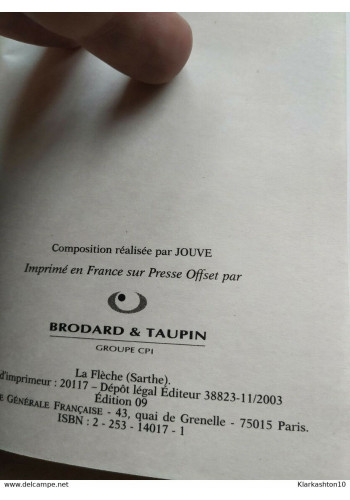 Composition réalisée par JOUVE
Imprimé en France sur Presse Offset par
BRODARD & TAUPIN
GROUPE CPI
La Flèche (Sarthe).
d'imprimeur : 20117 – Dépôt légal Éditeur 38823-11/2003
Édition 09
GÉNÉRALE FRANÇAISE - 43, quai de Grenelle - 75015 Paris.
ISBN : 2 - 253 - 14017 - 1
www.delcampe.net
Klarkashton10